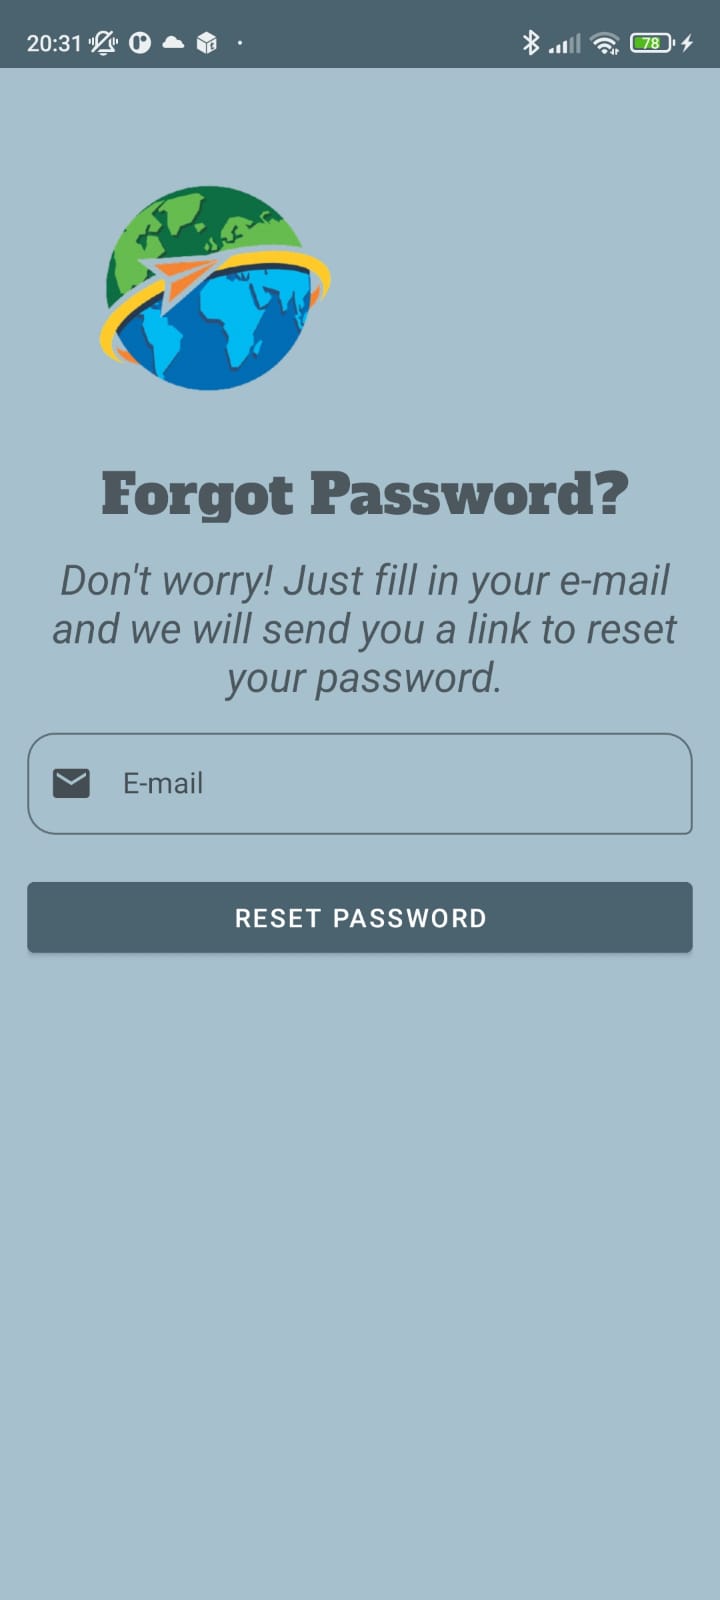 20:31
78
Forgot Password?
Don't worry! Just fill in your e-mail
and we will send you a link to reset
your password.
E-mail
RESET PASSWORD